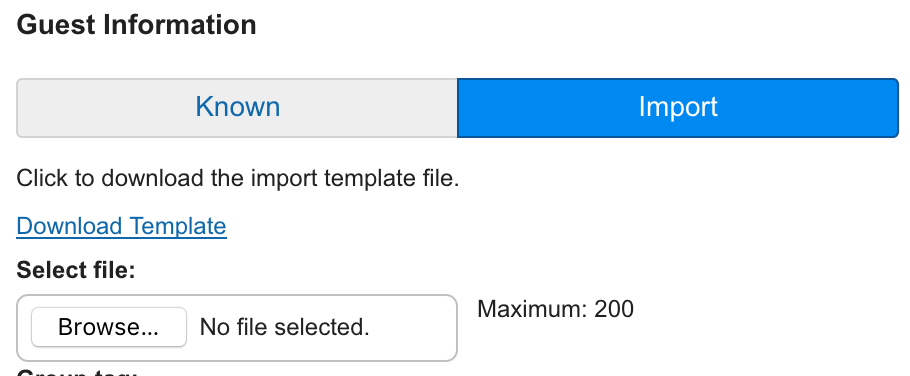 Guest Information
Known
Import
Click to download the import template file.
Download Template
Select file:
Browse...
No file selected.
Maximum: 200
Group tag: